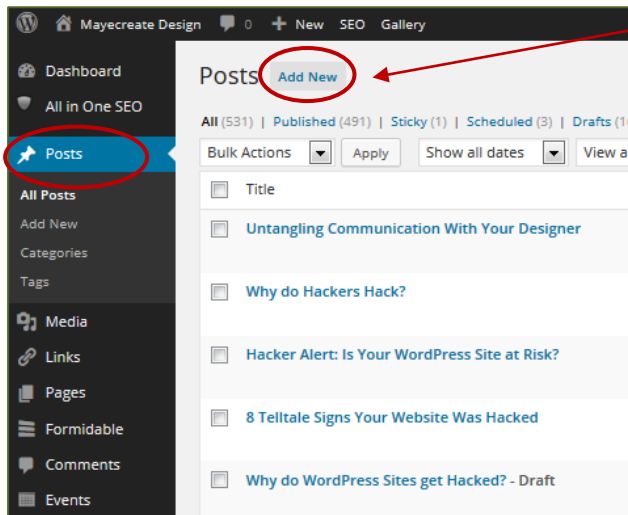 Mayecreate Design 0 New SEO Gallery
Dashboard
All in One SEO
Posts
All Posts
Add New
Categories
Tags
Media
Links
Pages
Formidable
Comments
Events
Posts Add New
All (531) | Published (491) | Sticky (1) | Scheduled (3) | Drafts (1
Bulk Actions Apply Show all dates View a
Title
Untangling Communication With Your Designer
Why do Hackers Hack?
Hacker Alert: Is Your WordPress Site at Risk?
8 Telltale Signs Your Website Was Hacked
Why do WordPress Sites get Hacked? - Draft